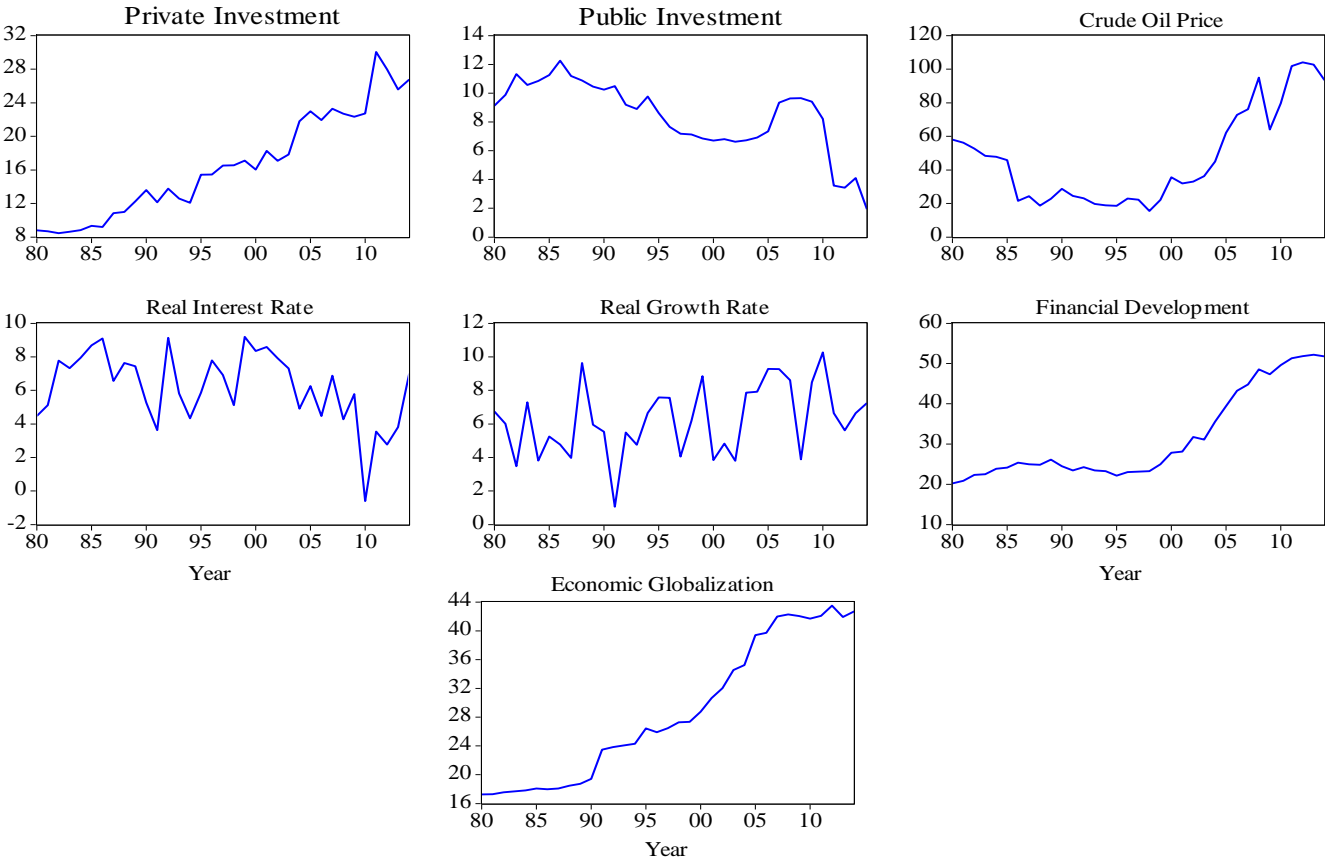 Private Investment
32
28
24
20
16
12
8
80 85 90 95 00 05 10
Public Investment
14
12
10
8
6
4
2
0
80 85 90 95 00 05 10
Crude Oil Price
120
100
80
60
40
20
0
80 85 90 95 00 05 10
Real Interest Rate
10
8
6
4
2
0
-2
80 85 90 95 00 05 10
Year
Real Growth Rate
12
10
8
6
4
2
0
80 85 90 95 00 05 10
Financial Development
60
50
40
30
20
10
80 85 90 95 00 05 10
Year
Economic Globalization
44
40
36
32
28
24
20
16
80 85 90 95 00 05 10
Year